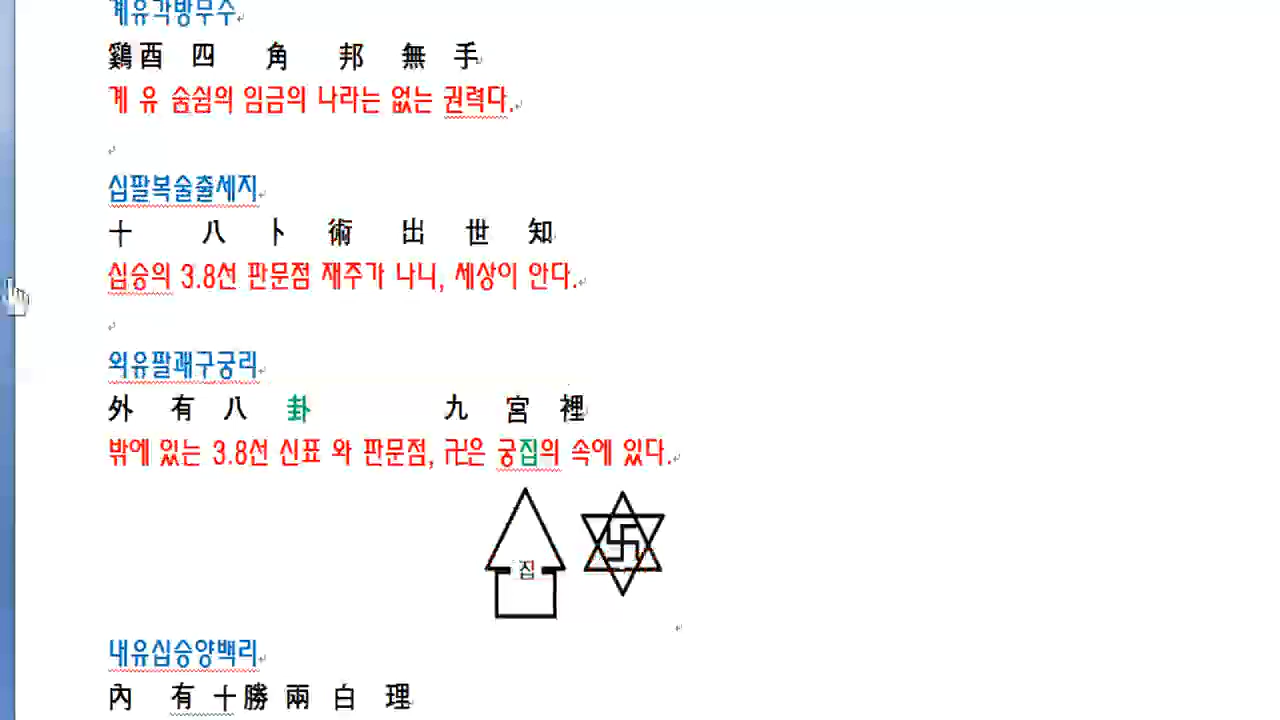 계유각방무수
鷄酉 四 角 邦 無 手
계 유 숨쉼의 임금의 나라는 없는 권력다.
십팔복술출세지
十 八 卜 術 出 世 知
십승의 3.8선 판문점 재주가 나니, 세상이 안다.
외유팔괘구궁리
外 有 八 卦 九 宮 裡
밖에 있는 3.8선 신표 와 판문점, 卍은 궁집의 속에 있다.
집
卍
내유십승양백리
內 有 十勝 兩 白 理